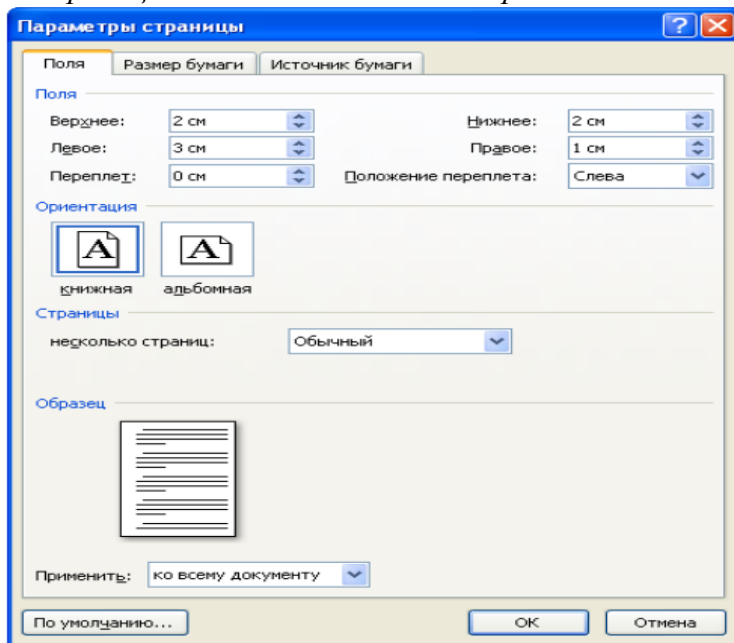 Параметры страницы
Поля Размер бумаги Источник бумаги
Поля
Верхнее: 2 см Нижнее: 2 см
Левое: 3 см Правое: 1 см
Переплет: 0 см Положение переплета: Слева
Ориентация
A A
книжная альбомная
Страницы
несколько страниц: Обычный
Образец
Применить: ко всему документу
По умолчанию... ОК Отмена